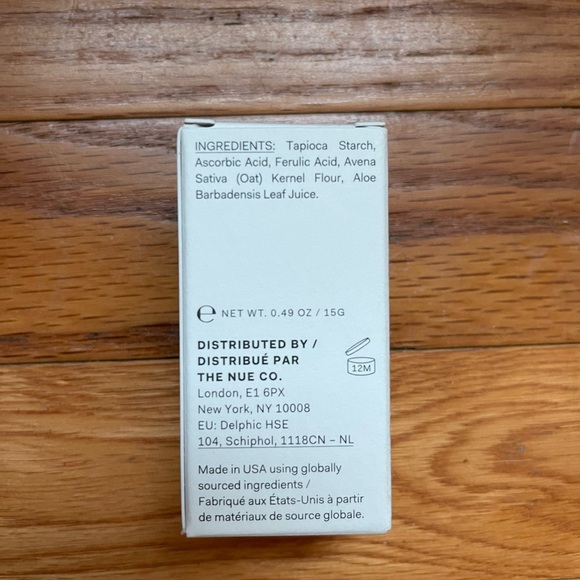 INGREDIENTS: Tapioca Starch,
Ascorbic Acid, Ferulic Acid, Avena
Sativa (Oat) Kernel Flour, Aloe
Barbadensis Leaf Juice.
℮ NET WT. 0.49 OZ / 15G
DISTRIBUTED BY /
DISTRIBUÉ PAR
THE NUE CO.
12M
London, E1 6PX
New York, NY 10008
EU: Delphic HSE
104, Schiphol, 1118CN – NL
Made in USA using globally
sourced ingredients /
Fabriqué aux États-Unis à partir
de matériaux de source globale.